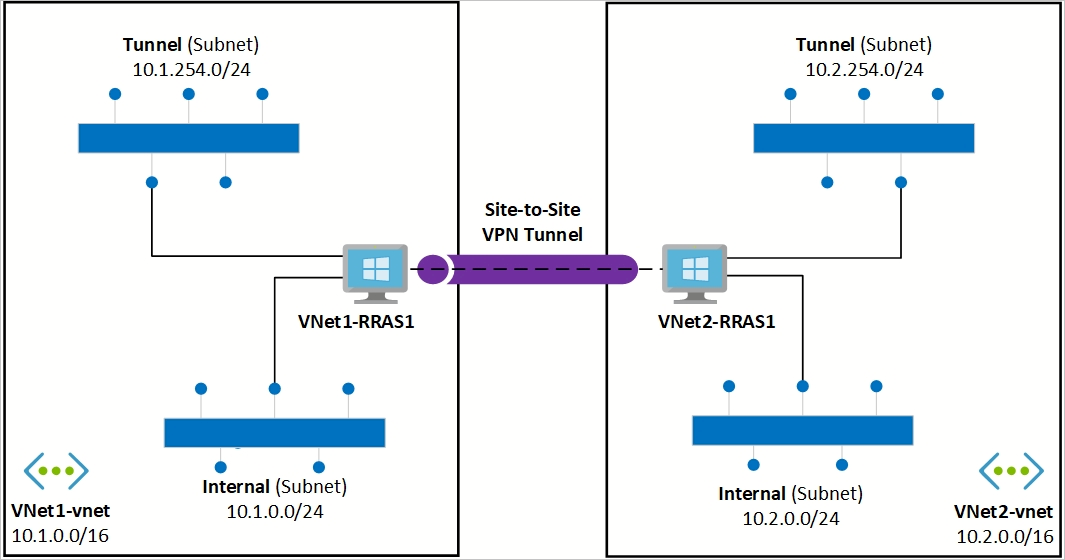 Tunnel (Subnet)
10.1.254.0/24
Tunnel (Subnet)
10.2.254.0/24
Site-to-Site
VPN Tunnel
VNet1-RRAS1
VNet2-RRAS1
Internal (Subnet)
10.1.0.0/24
Internal (Subnet)
10.2.0.0/24
VNet1-vnet
10.1.0.0/16
VNet2-vnet
10.2.0.0/16